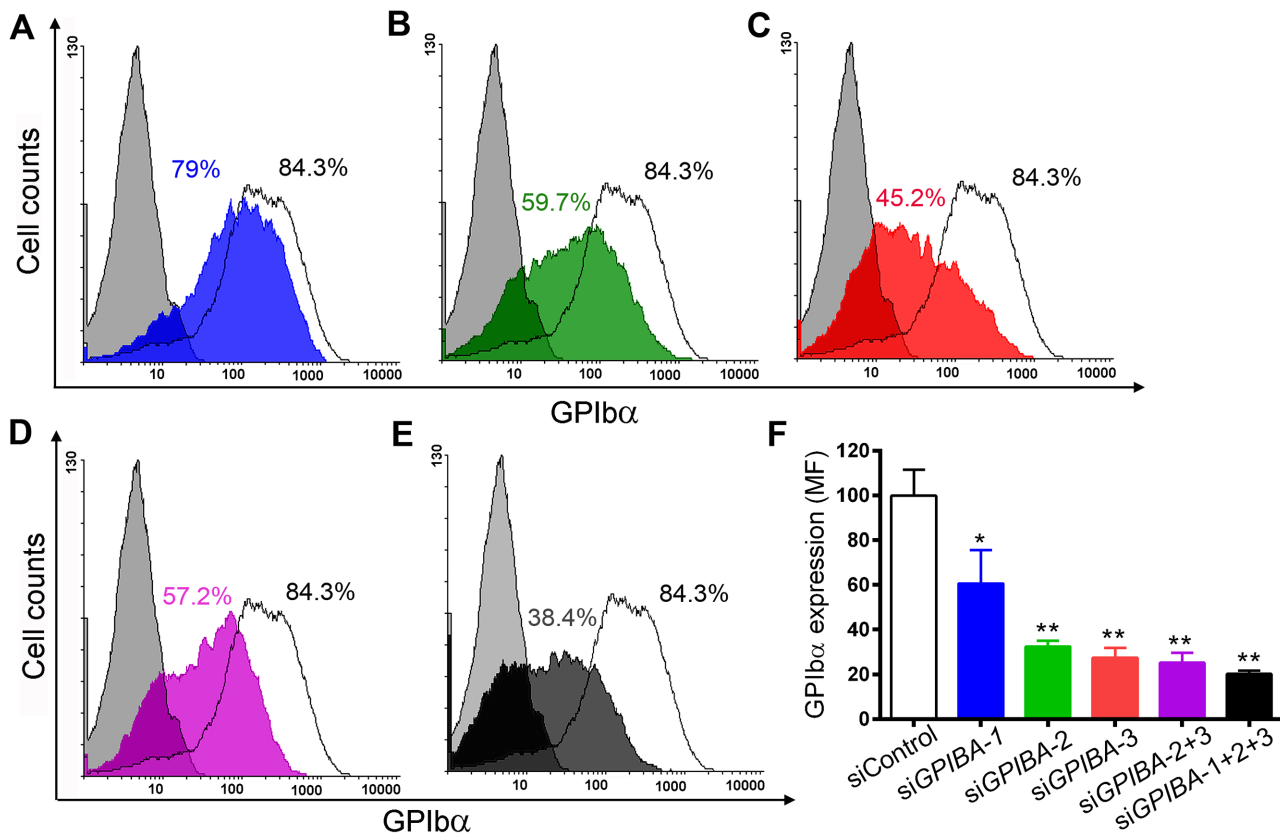 A
130
79%
84.3%
10
100
1000
10000
B
130
59.7%
84.3%
10
100
1000
10000
C
130
45.2%
84.3%
10
100
1000
10000
Cell counts
GPIbα
D
130
57.2%
84.3%
10
100
1000
10000
E
130
38.4%
84.3%
10
100
1000
10000
Cell counts
GPIbα
F
GPIbα expression (MF)
120
100
80
60
40
20
0
*
**
**
**
**
siControl
siGPIBA-1
siGPIBA-2
siGPIBA-3
siGPIBA-2+3
siGPIBA-1+2+3